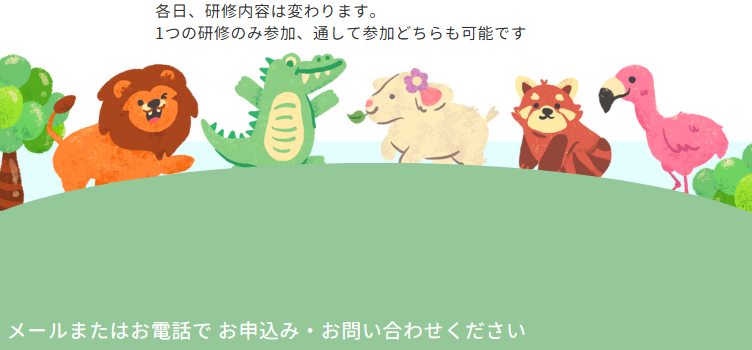 各日、研修内容は変わります。
1つの研修のみ参加、通して参加どちらも可能です
メールまたはお電話で お申込み・お問い合わせください